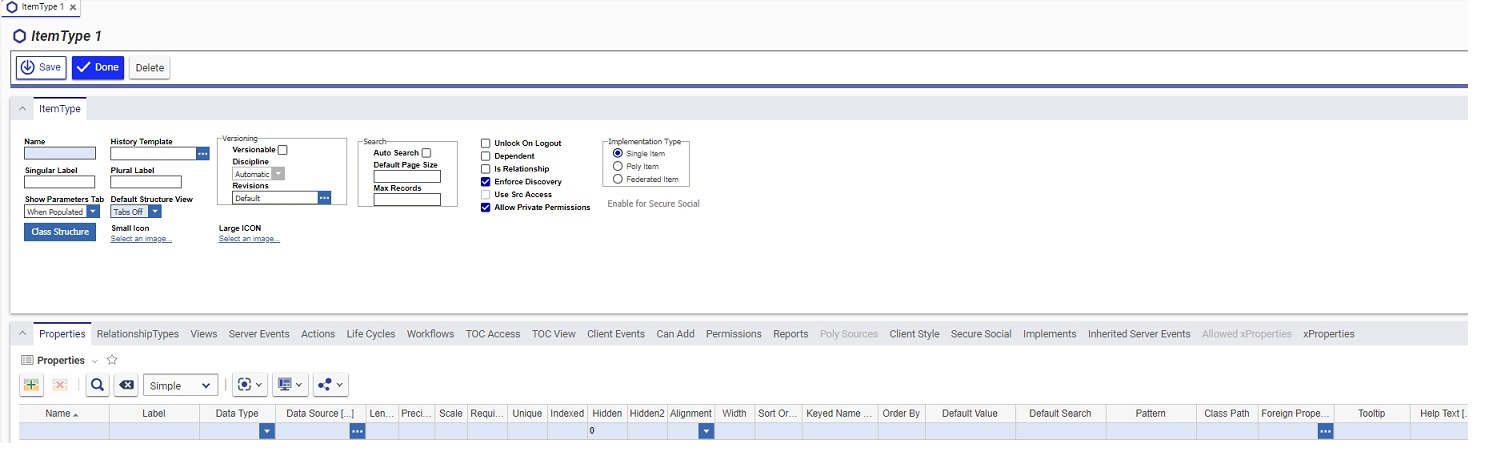 ItemType 1
ItemType 1
Save Done Delete
ItemType
Name History Template Versioning Search Unlock On Logout Implementation Type
Versionable Auto Search Dependent Single Item
Singular Label Plural Label Discipline Default Page Size Is Relationship Poly Item
Automatic Enforce Discovery Federated Item
Revisions Max Records Use Src Access
Show Parameters Tab Default Structure View Default Allow Private Permissions Enable for Secure Social
When Populated Tabs Off
Class Structure Small Icon Large ICON
Select an image... Select an image...
Properties RelationshipTypes Views Server Events Actions Life Cycles Workflows TOC Access TOC View Client Events Can Add Permissions Reports Poly Sources Client Style Secure Social Implements Inherited Server Events Allowed xProperties xProperties
Properties
Simple
Name Label Data Type Data Source [...] Len... Preci... Scale Requi... Unique Indexed Hidden Hidden2 Alignment Width Sort Or... Keyed Name ... Order By Default Value Default Search Pattern Class Path Foreign Prope... Tooltip Help Text [..
0